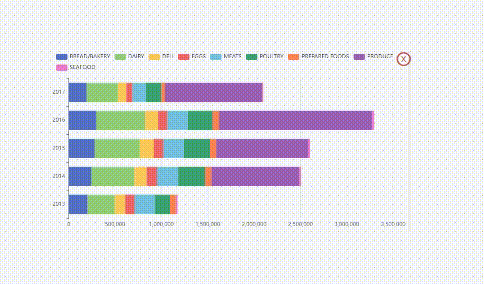 BREAD/BAKERY DAIRY DELI EGGS MEATS POULTRY PREPARED FOODS PRODUCE X
SEAFOOD
2017
2016
2015
2014
2013
0 500,000 1,000,000 1,500,000 2,000,000 2,500,000 3,000,000 3,500,000